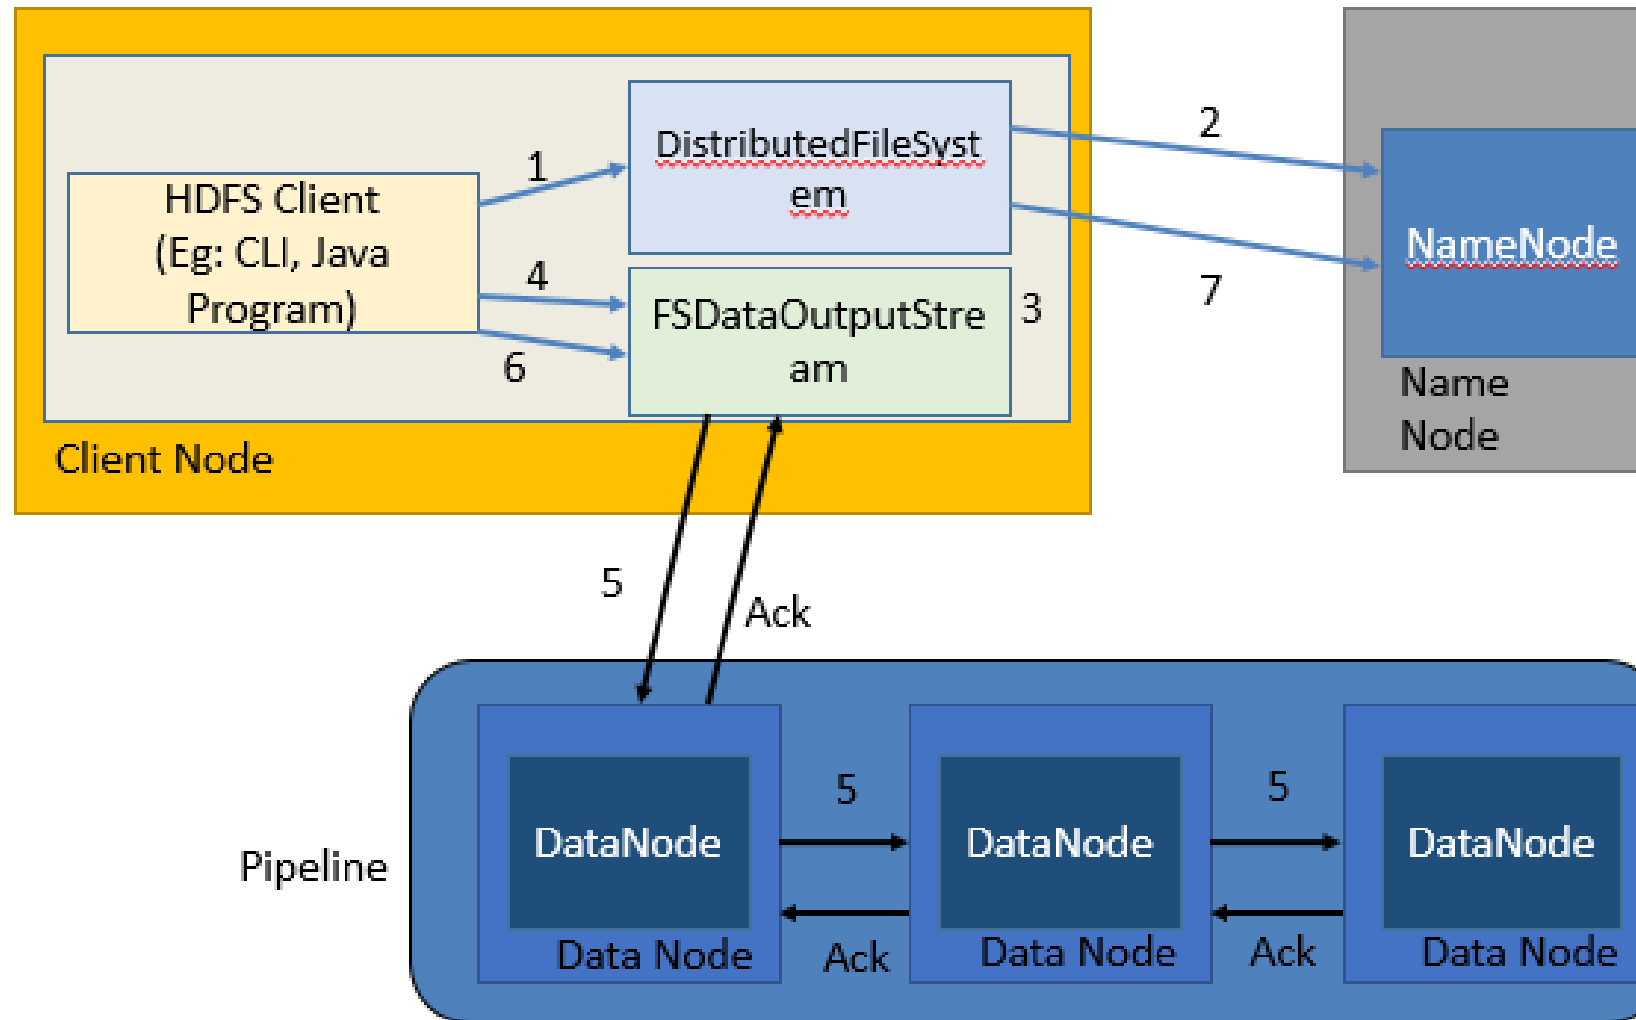 DistributedFileSyst
em
1
2
HDFS Client
(Eg: CLI, Java
Program)
NameNode
4
FSDataOutputStre
am
3
7
6
Name
Node
Client Node
5
Ack
5
5
DataNode
DataNode
DataNode
Pipeline
Data Node
Ack
Data Node
Ack
Data Node